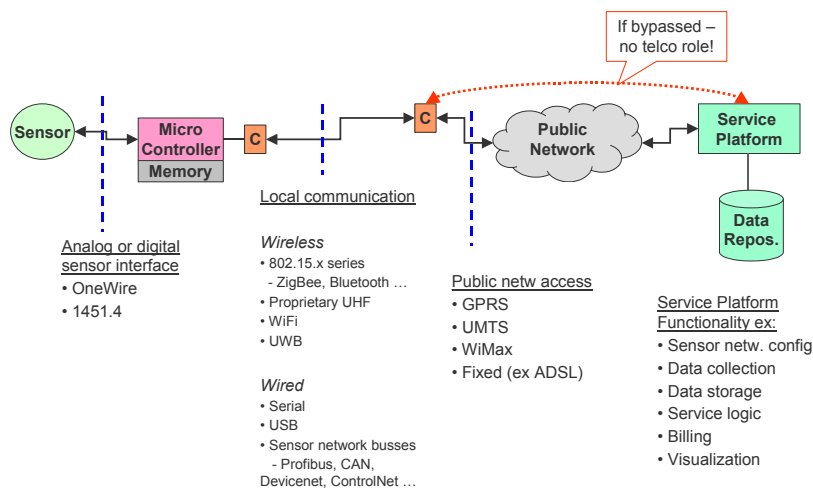 If bypassed –
no telco role!
Sensor
Micro
Controller
Memory
C
C
Public
Network
Service
Platform
Data
Repos.
Analog or digital
sensor interface
• OneWire
• 1451.4
Local communication
Wireless
• 802.15.x series
- ZigBee, Bluetooth …
• Proprietary UHF
• WiFi
• UWB
Wired
• Serial
• USB
• Sensor network busses
- Profibus, CAN,
Devicenet, ControlNet …
Public netw access
• GPRS
• UMTS
• WiMax
• Fixed (ex ADSL)
Service Platform
Functionality ex:
• Sensor netw. config
• Data collection
• Data storage
• Service logic
• Billing
• Visualization